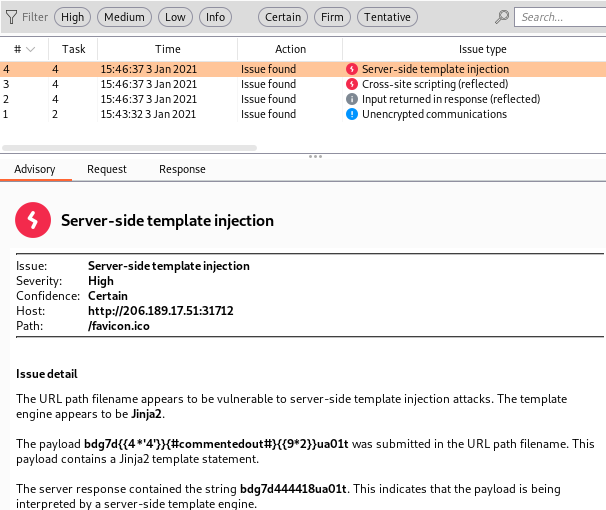 Filter High Medium Low Info Certain Firm Tentative Search...
# Task Time Action Issue type
4 4 15:46:37 3 Jan 2021 Issue found Server-side template injection
3 4 15:46:37 3 Jan 2021 Issue found Cross-site scripting (reflected)
2 4 15:46:37 3 Jan 2021 Issue found Input returned in response (reflected)
1 2 15:43:32 3 Jan 2021 Issue found Unencrypted communications
Advisory Request Response
Server-side template injection
Issue: Server-side template injection
Severity: High
Confidence: Certain
Host: http://206.189.17.51:31712
Path: /favicon.ico
Issue detail
The URL path filename appears to be vulnerable to server-side template injection attacks. The template
engine appears to be Jinja2.
The payload bdg7d{{4*'4'}}{#commentedout#}{{9*2}}ua01t was submitted in the URL path filename. This
payload contains a Jinja2 template statement.
The server response contained the string bdg7d444418ua01t. This indicates that the payload is being
interpreted by a server-side template engine.